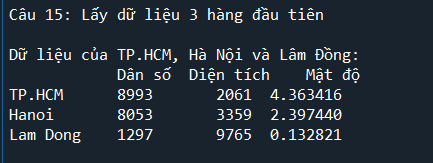 Câu 15: Lấy dữ liệu 3 hàng đầu tiên
Dữ liệu của TP.HCM, Hà Nội và Lâm Đồng:
Dân số Diện tích Mật độ
TP.HCM 8993 2061 4.363416
Hanoi 8053 3359 2.397440
Lam Dong 1297 9765 0.132821